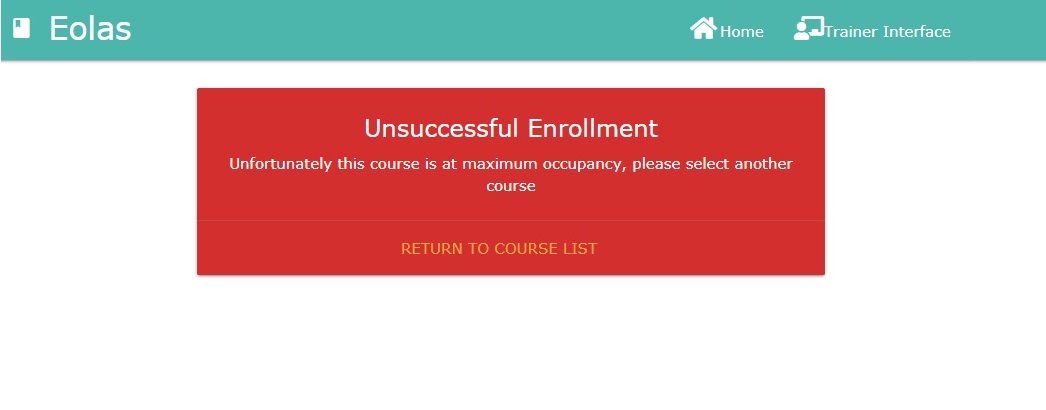 Eolas
Home
Trainer Interface
Unsuccessful Enrollment
Unfortunately this course is at maximum occupancy, please select another
course
RETURN TO COURSE LIST